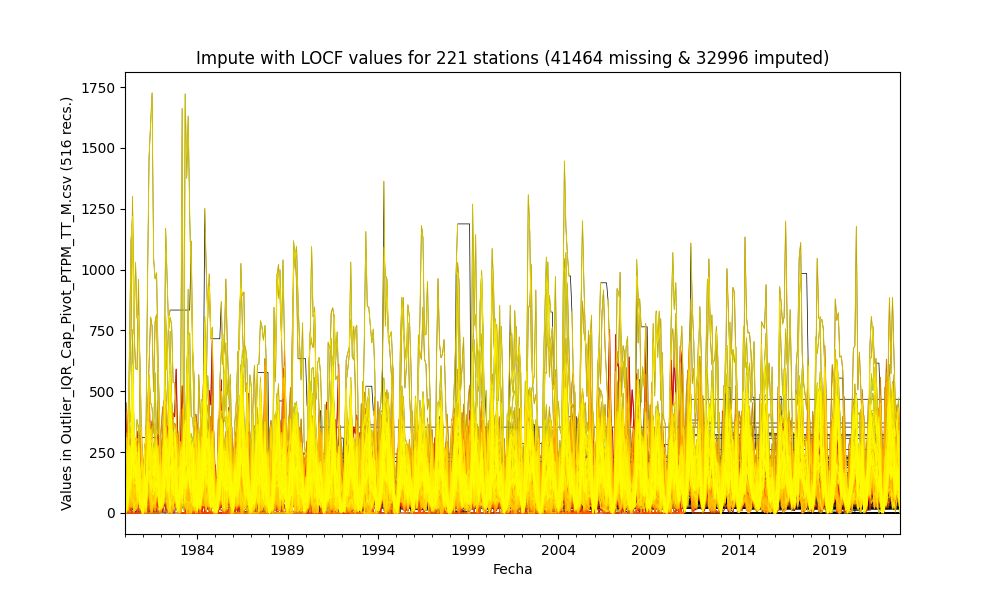 Impute with LOCF values for 221 stations (41464 missing & 32996 imputed)
Values in Outlier_IQR_Cap_Pivot_PTPM_TT_M.csv (516 recs.)
1750
1500
1250
1000
750
500
250
0
1984 1989 1994 1999 2004 2009 2014 2019
Fecha